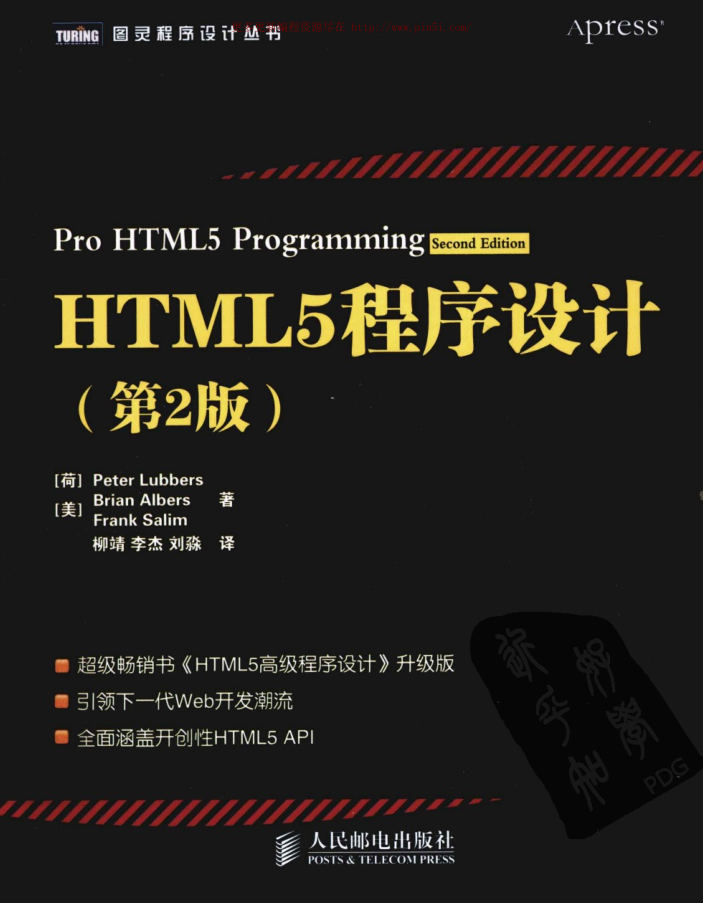 TURING 图灵程序设计丛书
Apress
Pro HTML5 Programming Second Edition
HTML5程序设计
（第2版）
[荷] Peter Lubbers
[美] Brian Albers 著
Frank Salim
柳靖 李杰 刘淼 译
超级畅销书《HTML5高级程序设计》升级版
引领下一代Web开发潮流
全面涵盖开创性HTML5 API
PDG
人民邮电出版社
POSTS & TELECOM PRESS